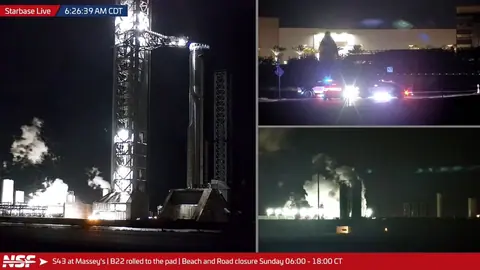 Starbase Live
6:26:39 AM CDT
NSF
S43 at Massey's | B22 rolled to the pad | Beach and Road closure Sunday 06:00 - 18:00 CT